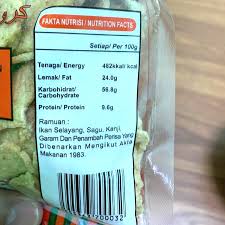 كرو
FAKTA NUTRISI / NUTRITION FACTS
Setiap/ Per 100g
Tenaga/ Energy 482kkal/ kcal
Lemak/ Fat 24.0g
Karbohidrat/ Carbohydrate 56.8g
Protein/ Protein 9.6g
Ramuan :
Ikan Selayang, Sagu, Kanji,
Garam Dan Penambah Perisa Yang
Dibenarkan Mengikut Akta
Makanan 1983.